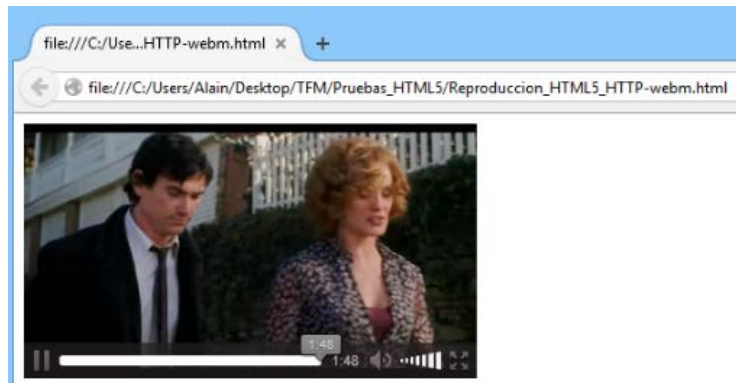 file:///C:/Use...HTTP-webm.html
file:///C:/Users/Alain/Desktop/TFM/Pruebas_HTML5/Reproduccion_HTML5_HTTP-webm.html
1:48
1:48